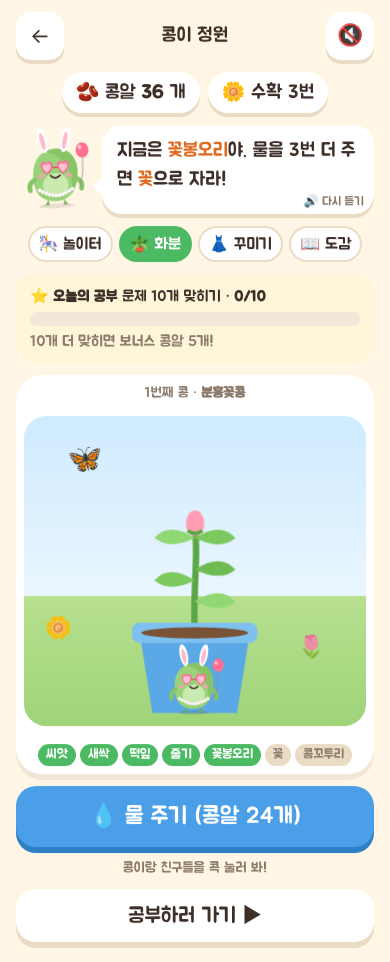 콩이 정원
콩알 36 개
수확 3번
지금은 꽃봉오리야. 물을 3번 더 주
면 꽃으로 자라!
다시 듣기
놀이터
화분
꾸미기
도감
오늘의 공부 문제 10개 맞히기 · 0/10
10개 더 맞히면 보너스 콩알 5개!
1번째 콩 · 분홍꽃콩
씨앗 새싹 떡잎 줄기 꽃봉오리 꽃 콩꼬투리
물 주기 (콩알 24개)
콩이랑 친구들을 콕 눌러 봐!
공부하러 가기 ▶